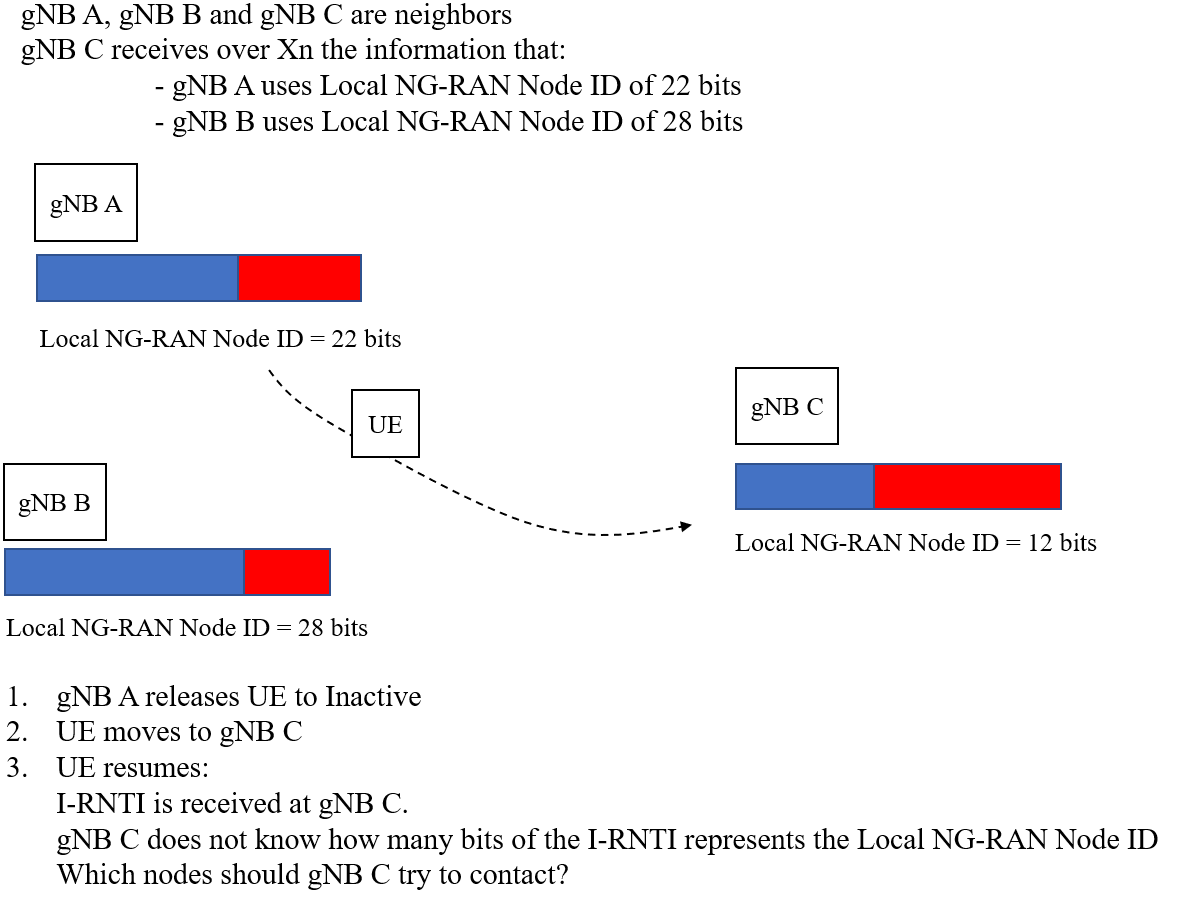 gNB A, gNB B and gNB C are neighbors
gNB C receives over Xn the information that:
- gNB A uses Local NG-RAN Node ID of 22 bits
- gNB B uses Local NG-RAN Node ID of 28 bits
gNB A
Local NG-RAN Node ID = 22 bits
UE
gNB C
Local NG-RAN Node ID = 12 bits
gNB B
Local NG-RAN Node ID = 28 bits
1. gNB A releases UE to Inactive
2. UE moves to gNB C
3. UE resumes:
I-RNTI is received at gNB C.
gNB C does not know how many bits of the I-RNTI represents the Local NG-RAN Node ID
Which nodes should gNB C try to contact?